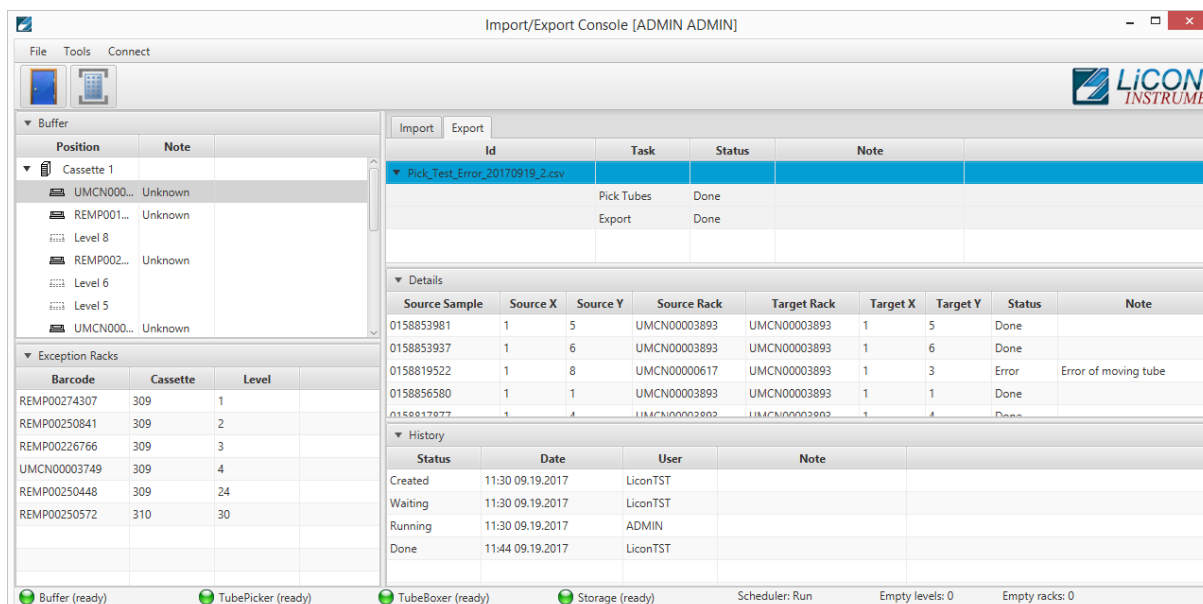 Import/Export Console [ADMIN ADMIN]
File Tools Connect
LiCON
INSTRUME
Buffer
Position Note
Cassette 1
UMCN000... Unknown
REMP001... Unknown
Level 8
REMP002... Unknown
Level 6
Level 5
UMCN000... Unknown
Exception Racks
Barcode Cassette Level
REMP00274307 309 1
REMP00250841 309 2
REMP00226766 309 3
UMCN00003749 309 4
REMP00250448 309 24
REMP00250572 310 30
Import Export
Id Task Status Note
Pick_Test_Error_20170919_2.csv
Pick Tubes Done
Export Done
Details
Source Sample Source X Source Y Source Rack Target Rack Target X Target Y Status Note
0158853981 1 5 UMCN00003893 UMCN00003893 1 5 Done
0158853937 1 6 UMCN00003893 UMCN00003893 1 6 Done
0158819522 1 8 UMCN00000617 UMCN00003893 1 3 Error Error of moving tube
0158856580 1 1 UMCN00003893 UMCN00003893 1 1 Done
0158817877 1 4 UMCN00003893 UMCN00003893 1 4 Done
History
Status Date User Note
Created 11:30 09.19.2017 LiconTST
Waiting 11:30 09.19.2017 LiconTST
Running 11:30 09.19.2017 ADMIN
Done 11:44 09.19.2017 LiconTST
Buffer (ready) TubePicker (ready) TubeBoxer (ready) Storage (ready) Scheduler: Run Empty levels: 0 Empty racks: 0